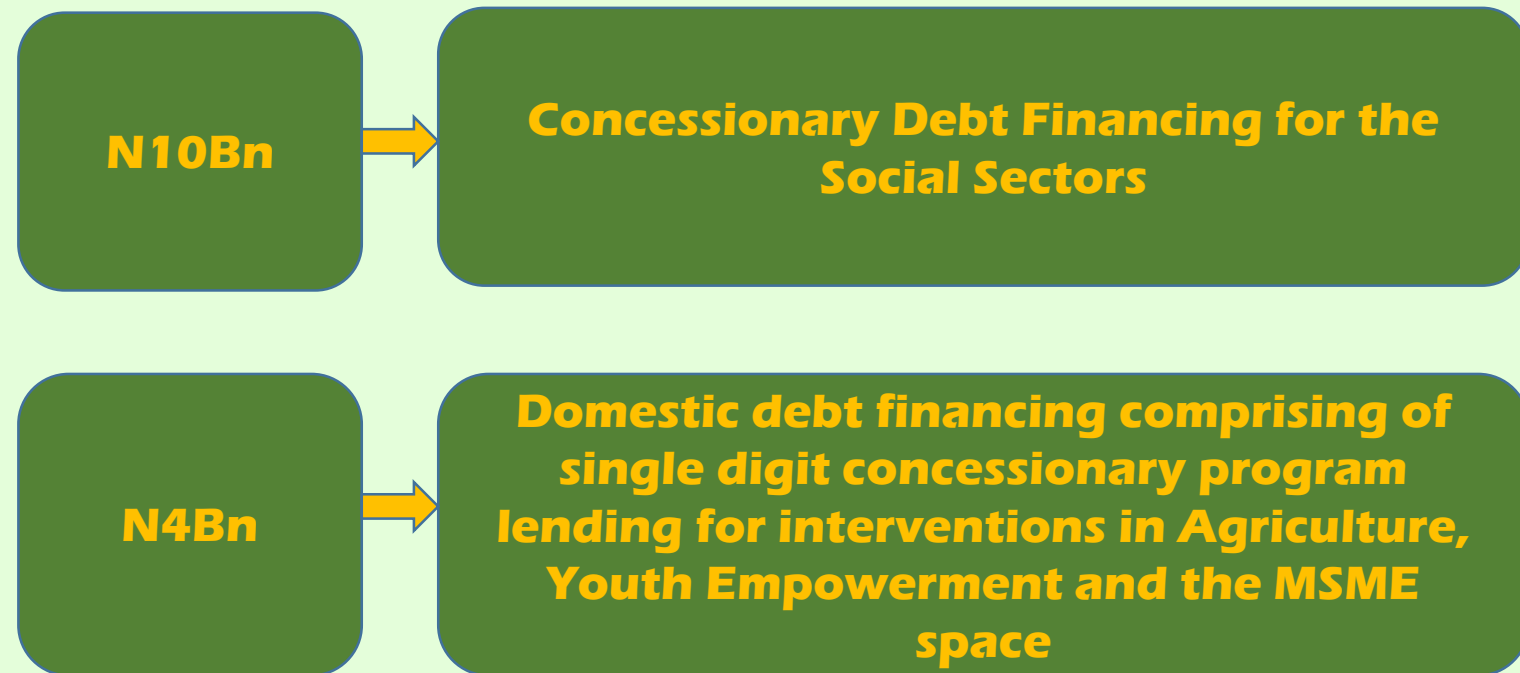 N10Bn
Concessionary Debt Financing for the
Social Sectors
N4Bn
Domestic debt financing comprising of
single digit concessionary program
lending for interventions in Agriculture,
Youth Empowerment and the MSME
space